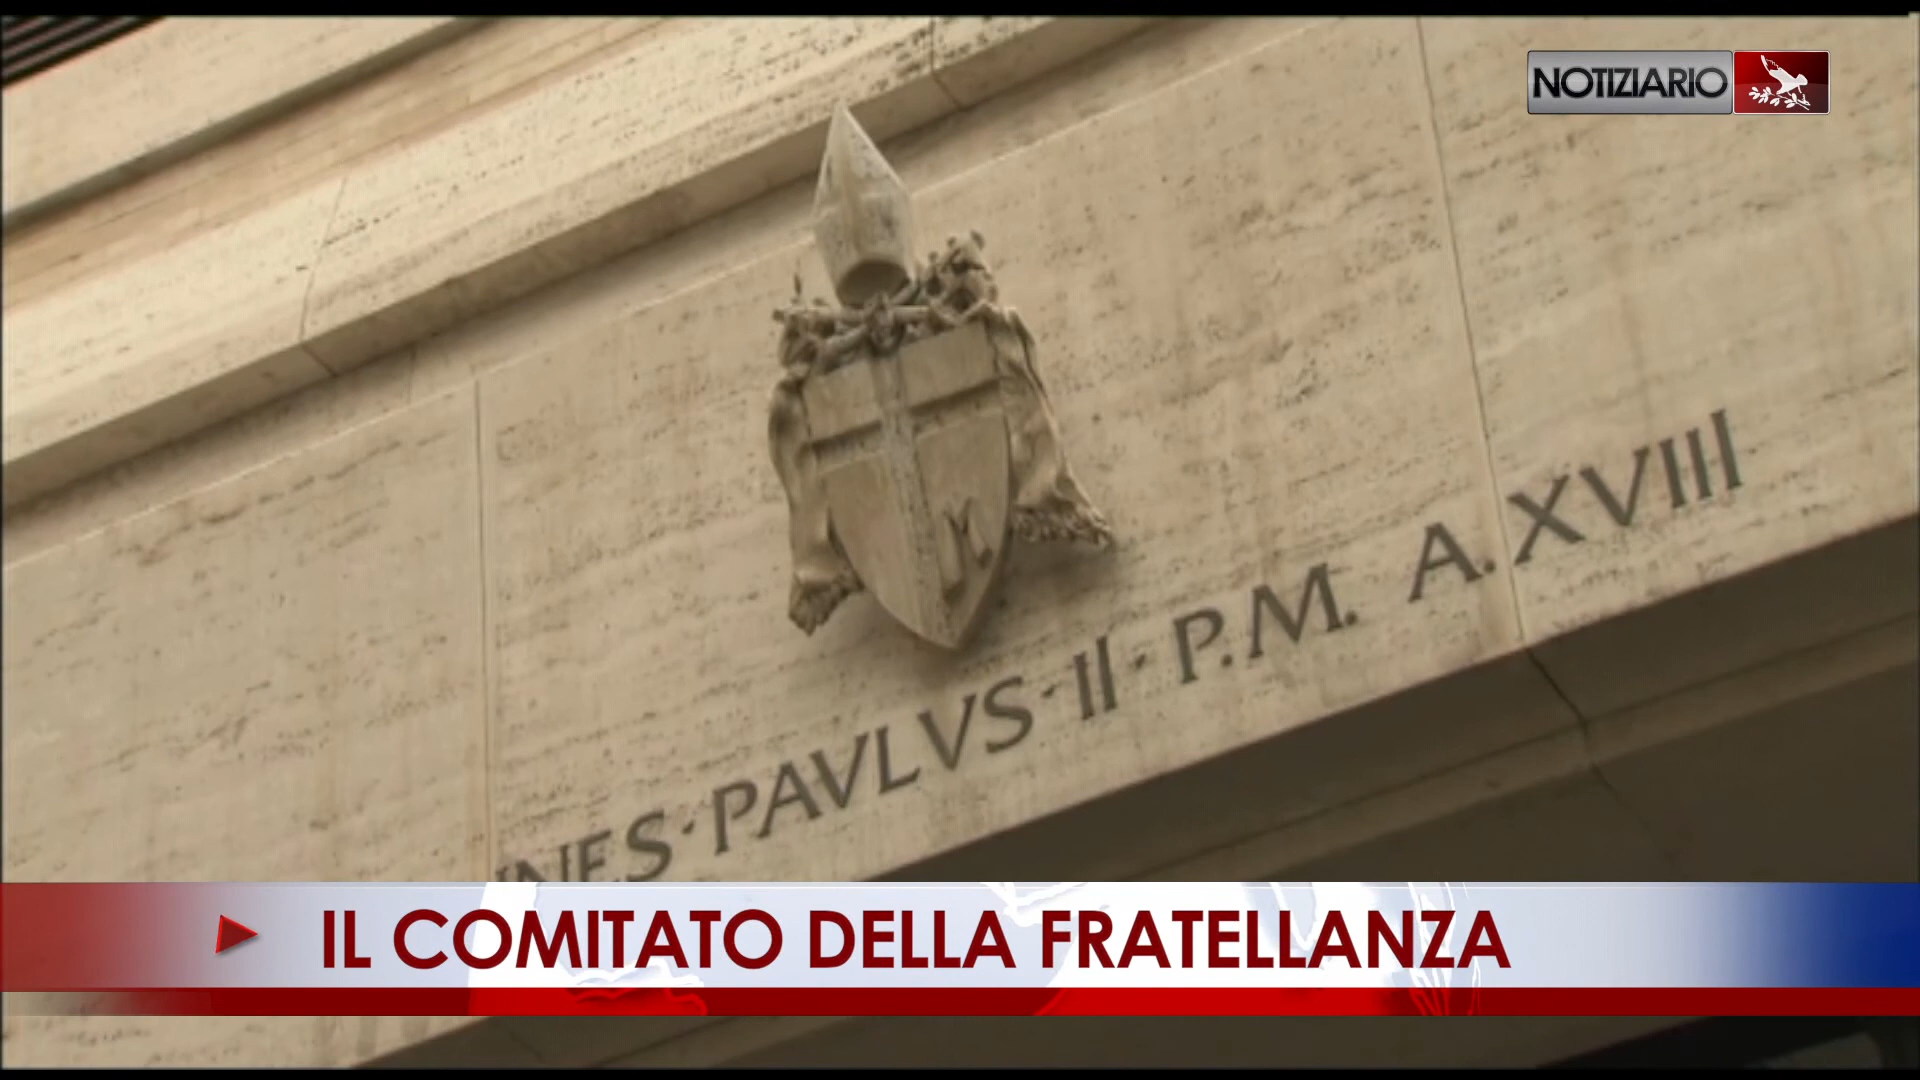 NOTIZIARIO
M
NES·PAVLVS·II·P.M. A.XVIII
IL COMITATO DELLA FRATELLANZA